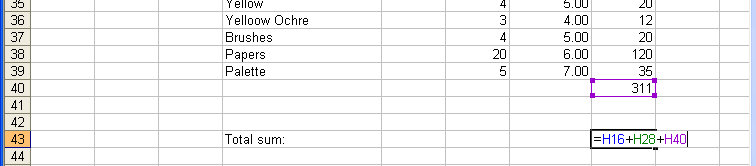 35 Yellow 4 5.00 20
36 Yelloow Ochre 3 4.00 12
37 Brushes 4 5.00 20
38 Papers 20 6.00 120
39 Palette 5 7.00 35
40 311
41
42
43 Total sum: =H16+H28+H40
44